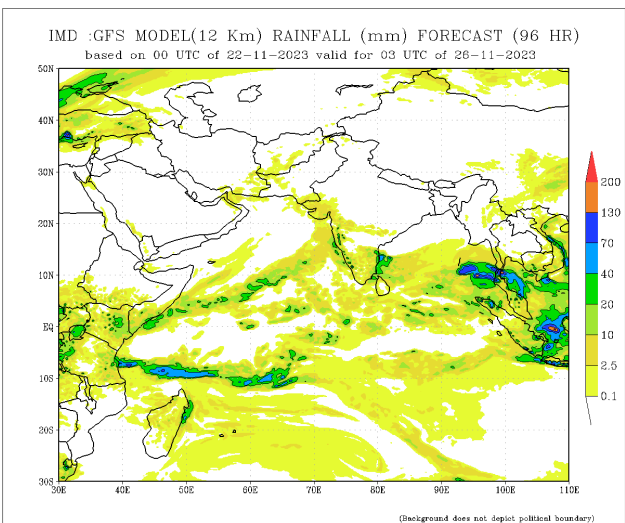 IMD :GFS MODEL(12 Km) RAINFALL (mm) FORECAST (96 HR)
based on 00 UTC of 22-11-2023 valid for 03 UTC of 26-11-2023
50N
40N
30N
20N
10N
EQ
10S
20S
30S
30E 40E 50E 60E 70E 80E 90E 100E 110E
200
130
70
40
20
10
2.5
0.1
(Background does not depict political boundary)